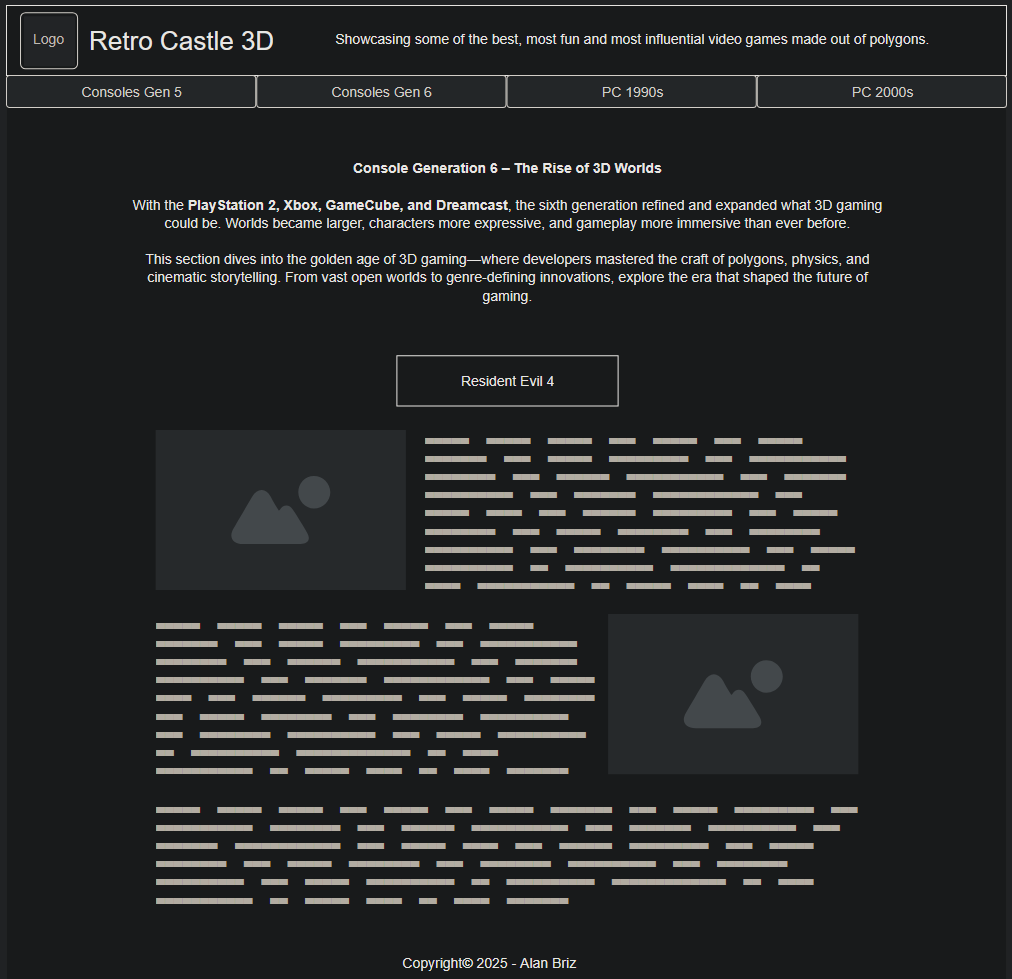 Logo
Retro Castle 3D
Showcasing some of the best, most fun and most influential video games made out of polygons.
Consoles Gen 5
Consoles Gen 6
PC 1990s
PC 2000s
Console Generation 6 – The Rise of 3D Worlds
With the PlayStation 2, Xbox, GameCube, and Dreamcast, the sixth generation refined and expanded what 3D gaming
could be. Worlds became larger, characters more expressive, and gameplay more immersive than ever before.
This section dives into the golden age of 3D gaming—where developers mastered the craft of polygons, physics, and
cinematic storytelling. From vast open worlds to genre-defining innovations, explore the era that shaped the future of
gaming.
Resident Evil 4
Copyright© 2025 - Alan Briz